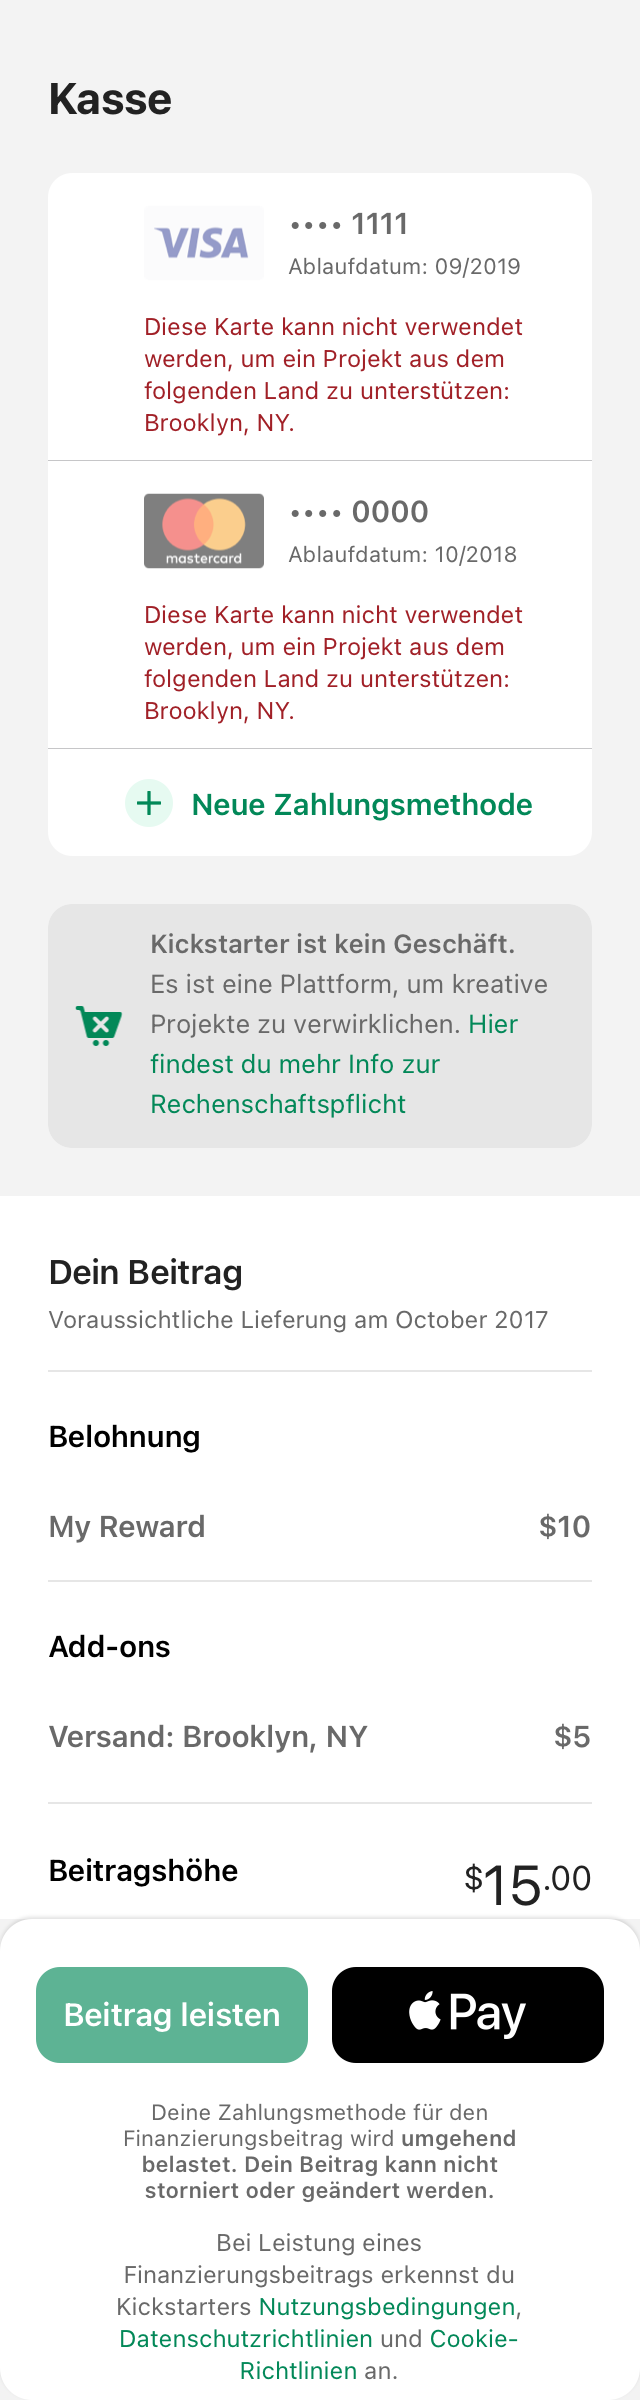 Kasse
VISA
•••• 1111
Ablaufdatum: 09/2019
Diese Karte kann nicht verwendet
werden, um ein Projekt aus dem
folgenden Land zu unterstützen:
Brooklyn, NY.
mastercard
•••• 0000
Ablaufdatum: 10/2018
Diese Karte kann nicht verwendet
werden, um ein Projekt aus dem
folgenden Land zu unterstützen:
Brooklyn, NY.
Neue Zahlungsmethode
Kickstarter ist kein Geschäft.
Es ist eine Plattform, um kreative
Projekte zu verwirklichen. Hier
findest du mehr Info zur
Rechenschaftspflicht
Dein Beitrag
Voraussichtliche Lieferung am October 2017
Belohnung
My Reward $10
Add-ons
Versand: Brooklyn, NY $5
Beitragshöhe $15.00
Beitrag leisten
Pay
Deine Zahlungsmethode für den
Finanzierungsbeitrag wird umgehend
belastet. Dein Beitrag kann nicht
storniert oder geändert werden.
Bei Leistung eines
Finanzierungsbeitrags erkennst du
Kickstarters Nutzungsbedingungen,
Datenschutzrichtlinien und Cookie-
Richtlinien an.